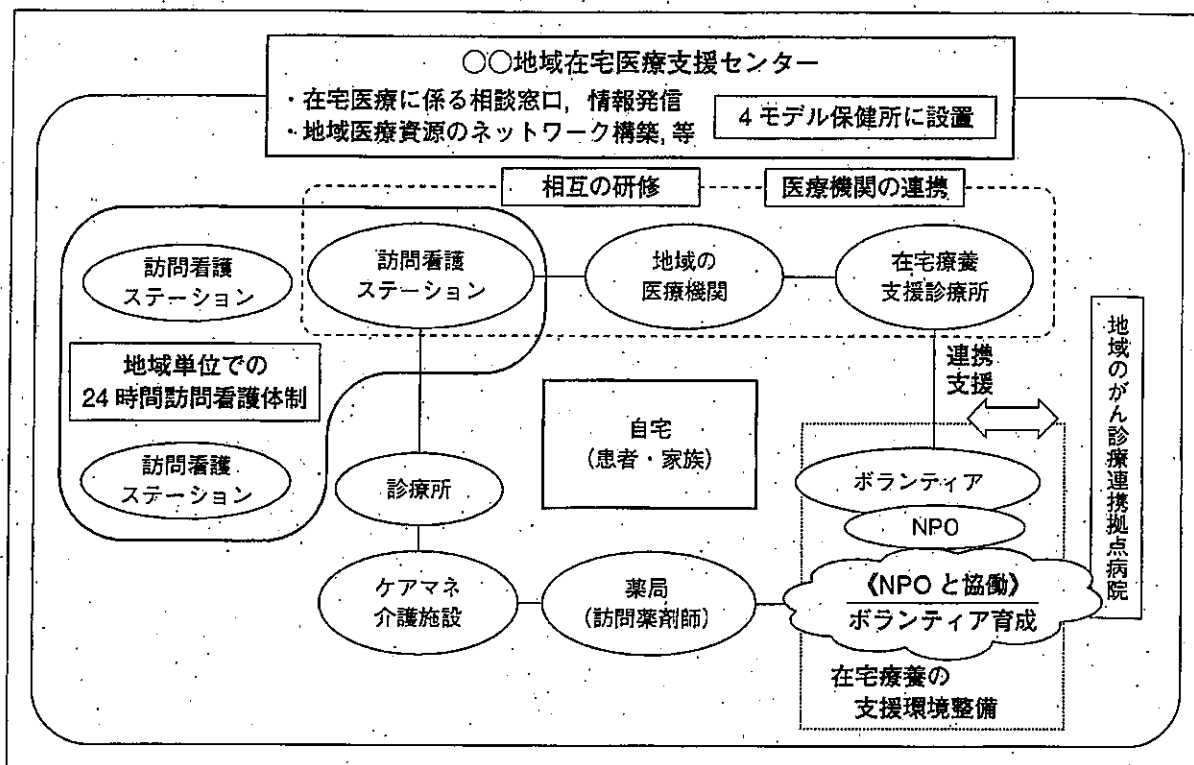 ○○地域在宅医療支援センター
・在宅医療に係る相談窓口，情報発信
・地域医療資源のネットワーク構築，等
4モデル保健所に設置
相互の研修
医療機関の連携
訪問看護
ステーション
訪問看護
ステーション
地域の
医療機関
在宅療養
支援診療所
地域単位での
24時間訪問看護体制
連携
支援
地域のがん診療連携拠点病院
自宅
(患者・家族)
訪問看護
ステーション
診療所
ボランティア
NPO
ケアマネ
介護施設
薬局
(訪問薬剤師)
《NPOと協働》
ボランティア育成
在宅療養の
支援環境整備